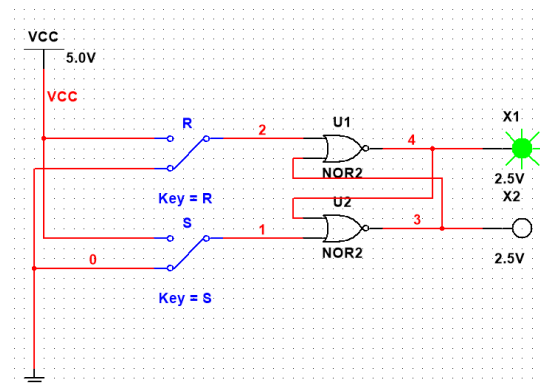 VCC
5.0V
VCC
R
2
U1
4
X1
NOR2
2.5V
Key = R
X2
S
U2
1
3
0
NOR2
2.5V
Key = S